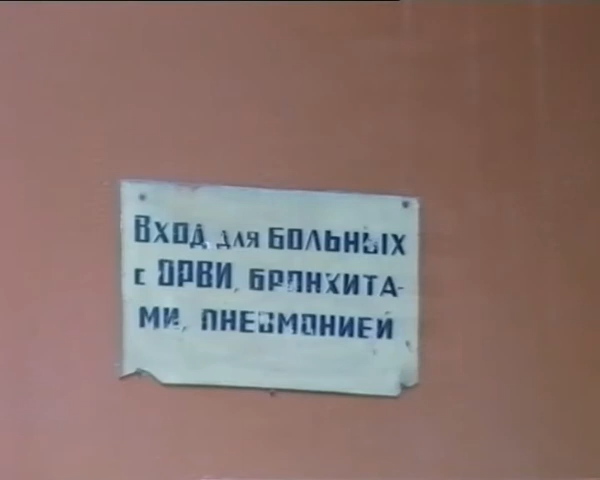 Вход для БОЛЬНЫХ
с ОРВИ, БРОНХИТА-
МИ, ПНЕВМОНИЕЙ